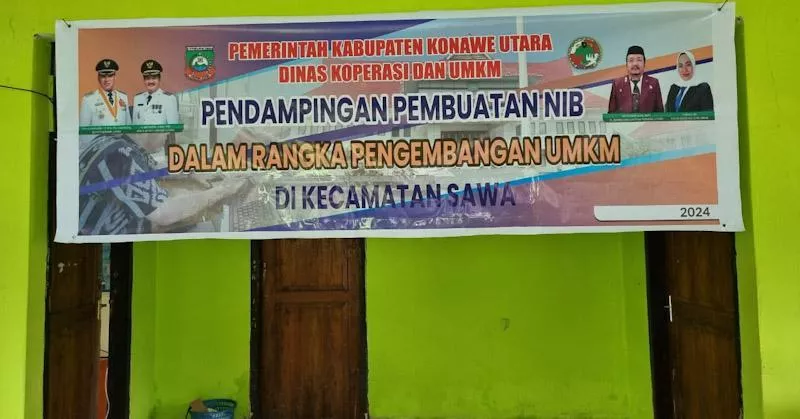 PEMERINTAH KABUPATEN KONAWE UTARA
DINAS KOPERASI DAN UMKM
PENDAMPINGAN PEMBUATAN NIB
DALAM RANGKA PENGEMBANGAN UMKM
DI KECAMATAN SAWA
2024